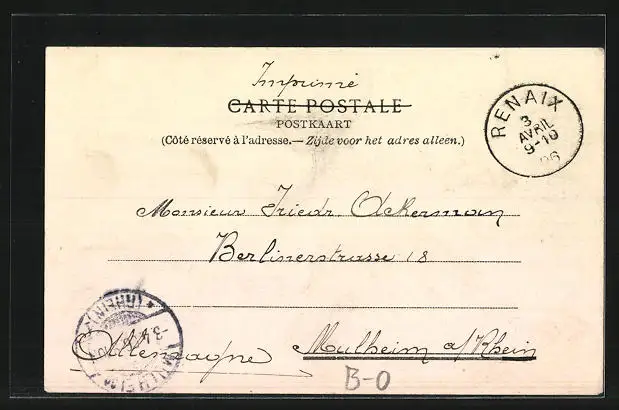 Imprimé
CARTE POSTALE
POSTKAART
(Côté réservé à l'adresse.— Zijde voor het adres alleen.)
RENAIX
3
AVRIL
9-10
06
Monsieur Friedr. Ackermann
Berlinerstrasse 18
Allemagne
Mulheim a/Rhein
(RHEIN)
B-O